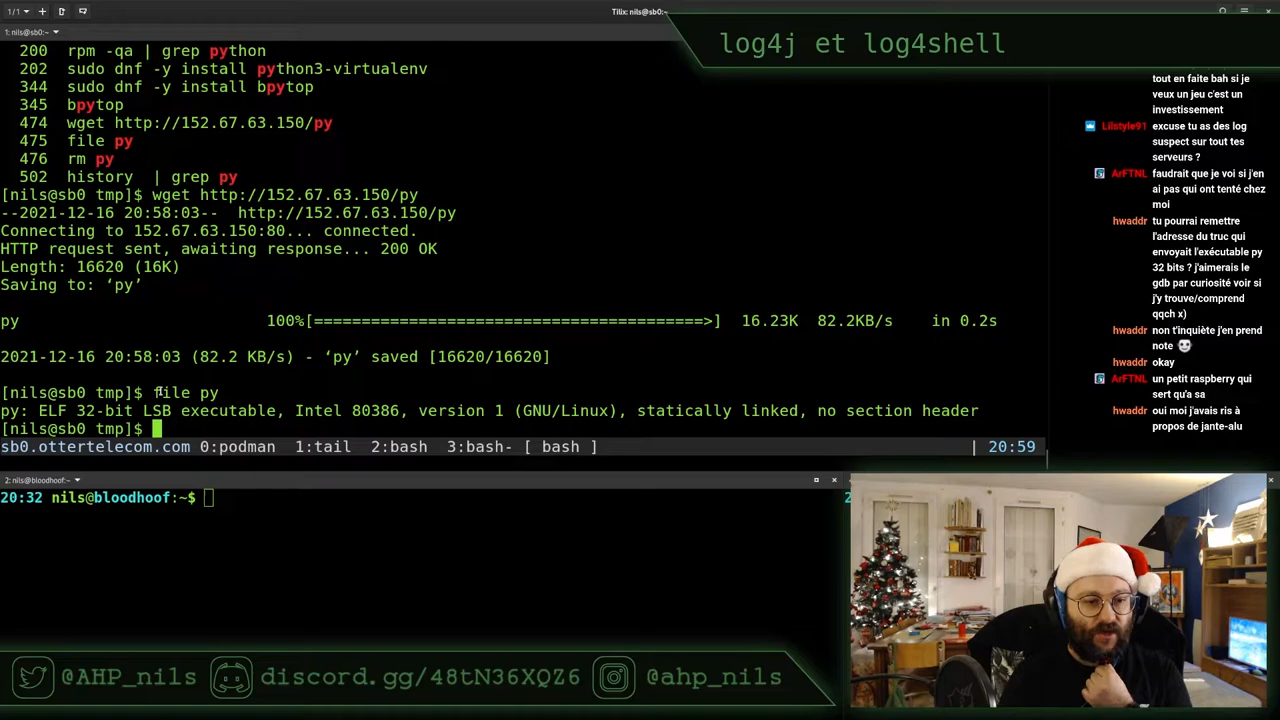 1/1
Tilix: nils@sb0:~
1: nils@sb0:~
200  rpm -qa | grep python
202  sudo dnf -y install python3-virtualenv
344  sudo dnf -y install bpytop
345  bpytop
474  wget http://152.67.63.150/py
475  file py
476  rm py
502  history  | grep py
[nils@sb0 tmp]$ wget http://152.67.63.150/py
--2021-12-16 20:58:03--  http://152.67.63.150/py
Connecting to 152.67.63.150:80... connected.
HTTP request sent, awaiting response... 200 OK
Length: 16620 (16K)
Saving to: ‘py’
py                  100%[=========================================>]  16.23K  82.2KB/s    in 0.2s
2021-12-16 20:58:03 (82.2 KB/s) - ‘py’ saved [16620/16620]
[nils@sb0 tmp]$ file py
py: ELF 32-bit LSB executable, Intel 80386, version 1 (GNU/Linux), statically linked, no section header
[nils@sb0 tmp]$
sb0.ottertelecom.com 0:podman  1:tail  2:bash  3:bash- [ bash ] | 20:59
2: nils@bloodhoof:~
20:32 nils@bloodhoof:~$
2
log4j et log4shell
tout en faite bah si je
veux un jeu c'est un
investissement
Lilstyle91 excuse tu as des log
suspect sur tout tes
serveurs ?
ArFTNL faudrait que je voi si j'en
ai pas qui ont tenté chez
moi
hwaddr tu pourrai remettre
l'adresse du truc qui
envoyait l'exécutable py
32 bits ? j'aimerais le
gdb par curiosité voir si
j'y trouve/comprend
qqch x)
hwaddr non t'inquiète j'en prend
note
hwaddr okay
ArFTNL un petit raspberry qui
sert qu'a sa
hwaddr oui moi j'avais ris à
propos de jante-alu
@AHP_nils discord.gg/48tN36XQZ6 @ahp_nils